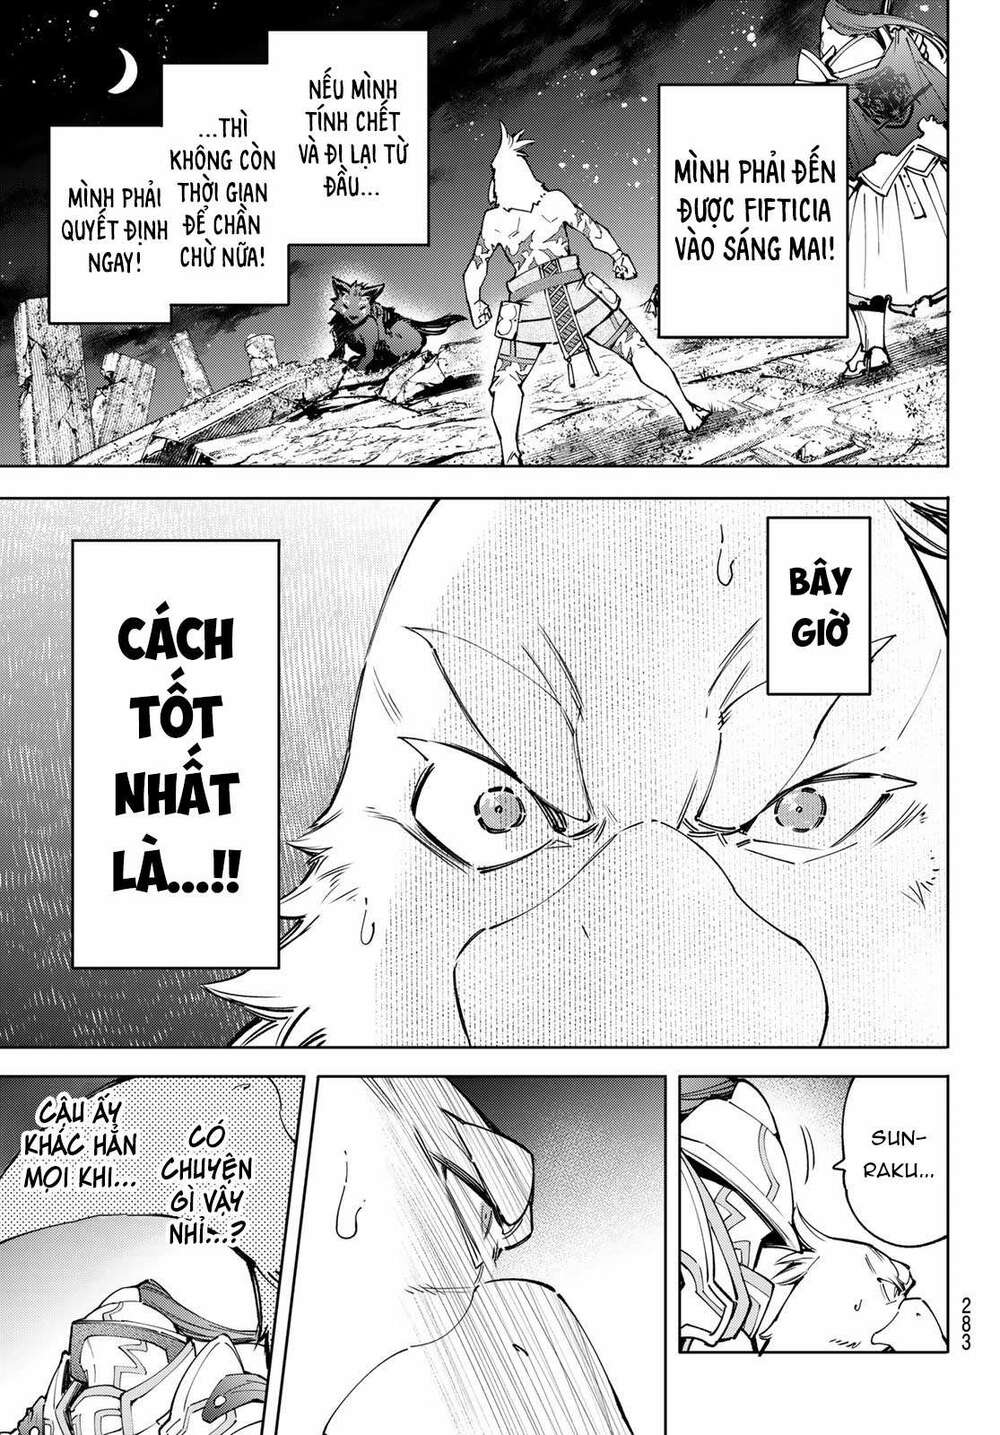 MÌNH PHẢI ĐẾN
ĐƯỢC FIFTICIA
VÀO SÁNG MAI!
NẾU MÌNH
TÍNH CHẾT
VÀ ĐI LẠI TỪ
ĐẦU...
...THÌ
KHÔNG CÒN
THỜI GIAN
ĐỂ CHẦN
CHỪ NỮA!
MÌNH PHẢI
QUYẾT ĐỊNH
NGAY!
BÂY
GIỜ
CÁCH
TỐT
NHẤT
LÀ...!!
SUN-
RAKU...
CÓ
CHUYỆN
GÌ VẬY
NHỈ...?
CẬU ẤY
KHÁC HẲN
MỌI KHI...
283